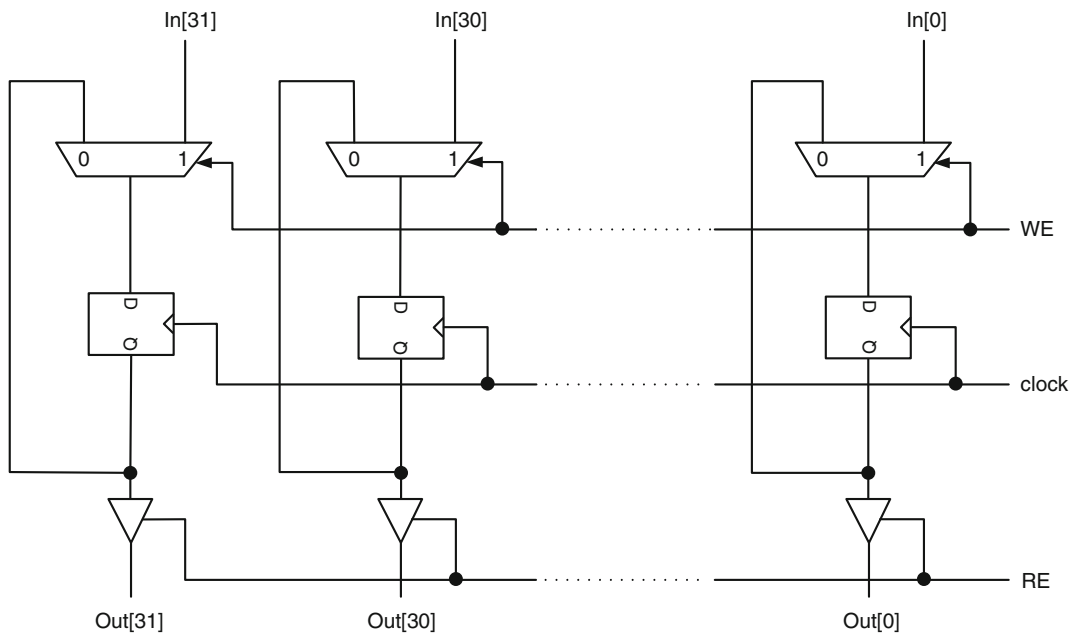 In[31] In[30] In[0]
0 1 0 1 0 1
WE
D D D
Q Q Q
clock
RE
Out[31] Out[30] Out[0]